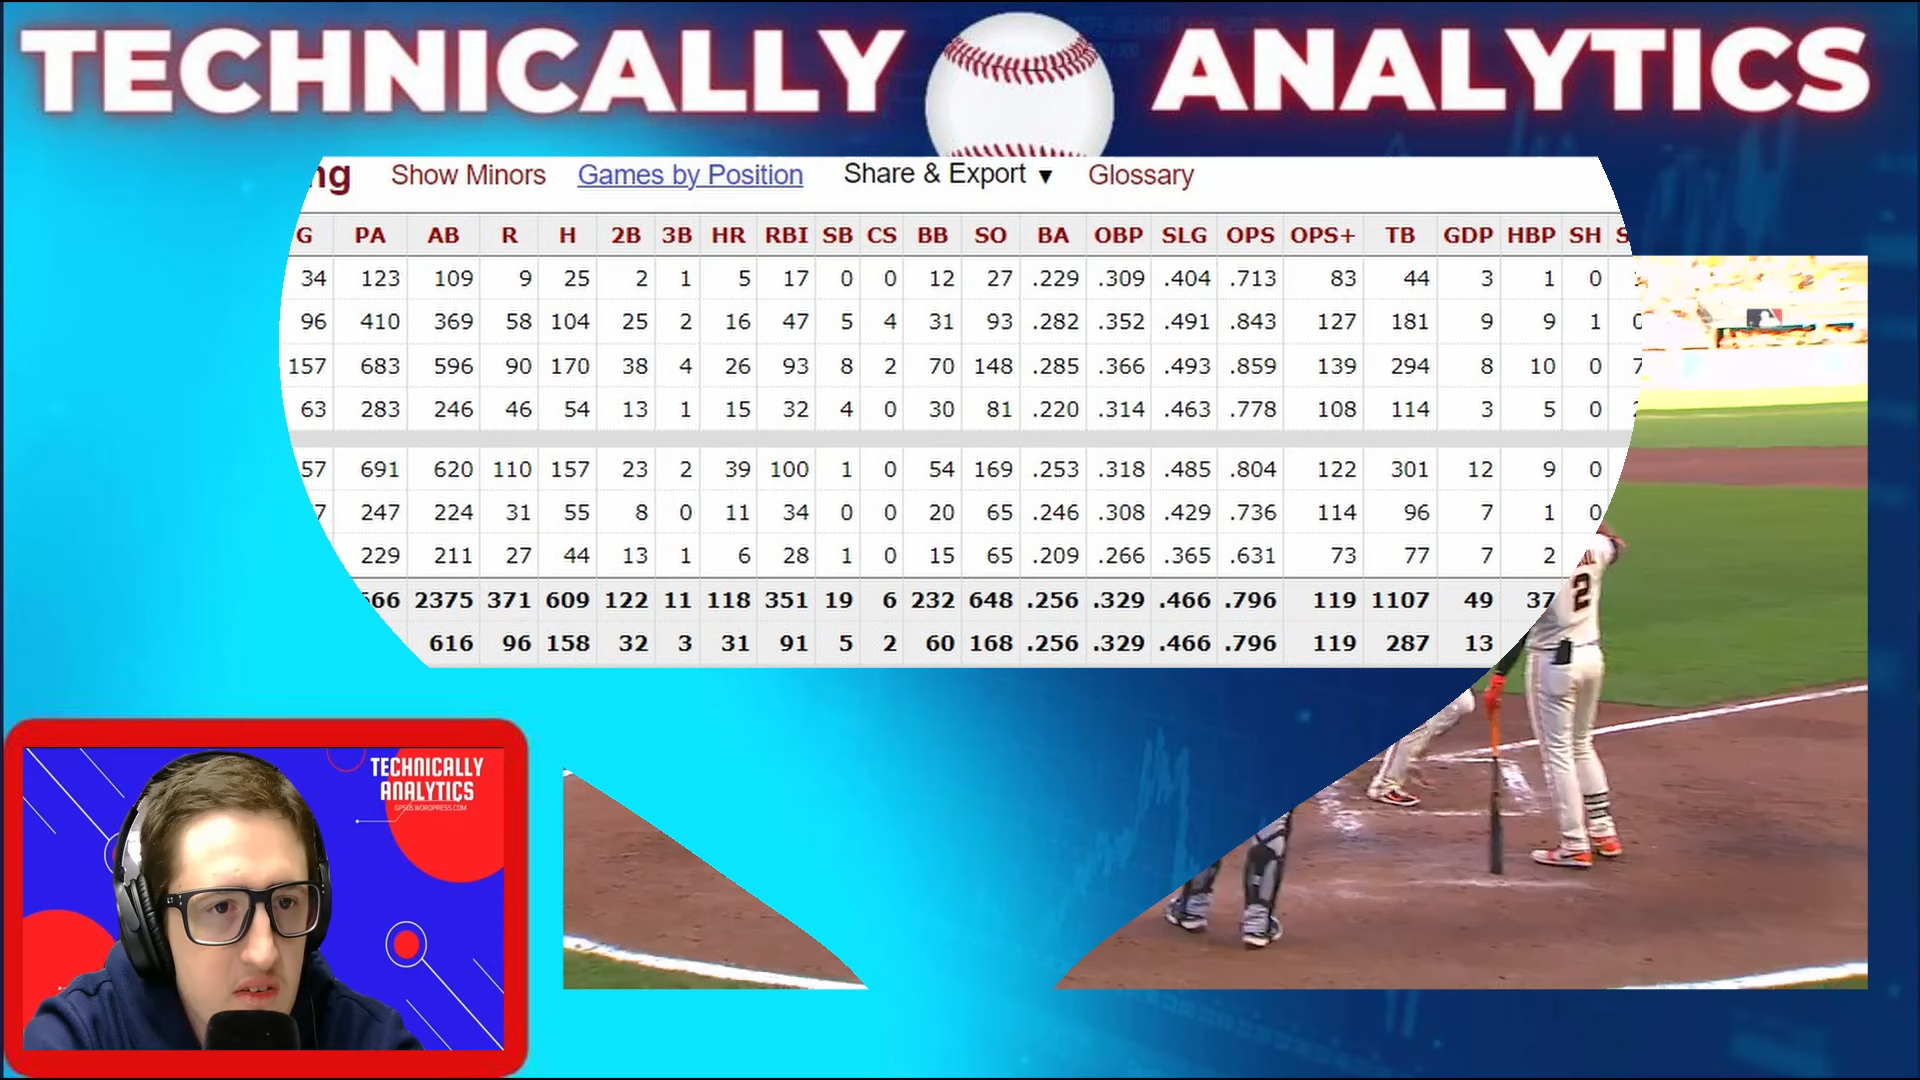 TECHNICALLY ANALYTICS
ng Show Minors Games by Position Share & Export ▼ Glossary
G PA AB R H 2B 3B HR RBI SB CS BB SO BA OBP SLG OPS OPS+ TB GDP HBP SH S
34 123 109 9 25 2 1 5 17 0 0 12 27 .229 .309 .404 .713 83 44 3 1 0
96 410 369 58 104 25 2 16 47 5 4 31 93 .282 .352 .491 .843 127 181 9 9 1 0
157 683 596 90 170 38 4 26 93 8 2 70 148 .285 .366 .493 .859 139 294 8 10 0 7
63 283 246 46 54 13 1 15 32 4 0 30 81 .220 .314 .463 .778 108 114 3 5 0
57 691 620 110 157 23 2 39 100 1 0 54 169 .253 .318 .485 .804 122 301 12 9 0
7 247 224 31 55 8 0 11 34 0 0 20 65 .246 .308 .429 .736 114 96 7 1 0
229 211 27 44 13 1 6 28 1 0 15 65 .209 .266 .365 .631 73 77 7 2
66 2375 371 609 122 11 118 351 19 6 232 648 .256 .329 .466 .796 119 1107 49 37
616 96 158 32 3 31 91 5 2 60 168 .256 .329 .466 .796 119 287 13
2
TECHNICALLY
ANALYTICS
GPSUS.WORDPRESS.COM